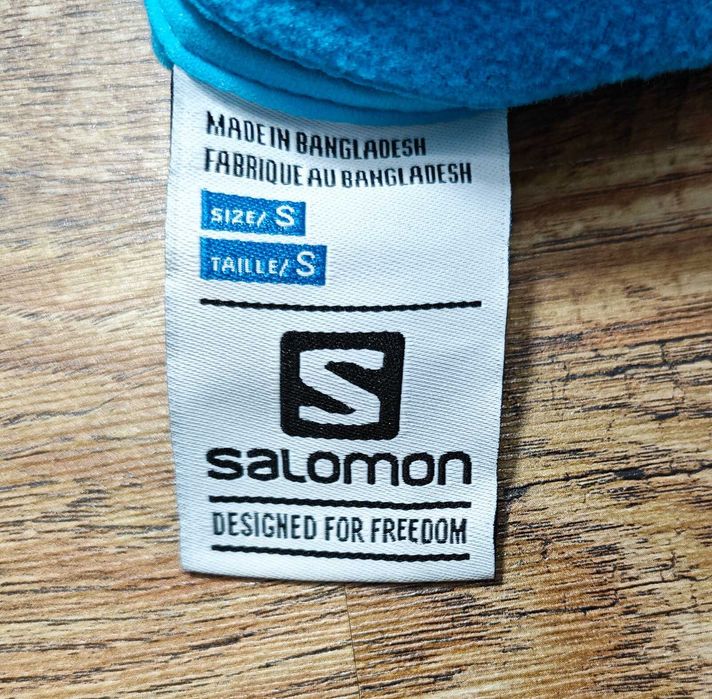 MADE IN BANGLADESH
FABRIQUE AU BANGLADESH
SIZE/ S
TAILLE/ S
S
SALOMON
DESIGNED FOR FREEDOM